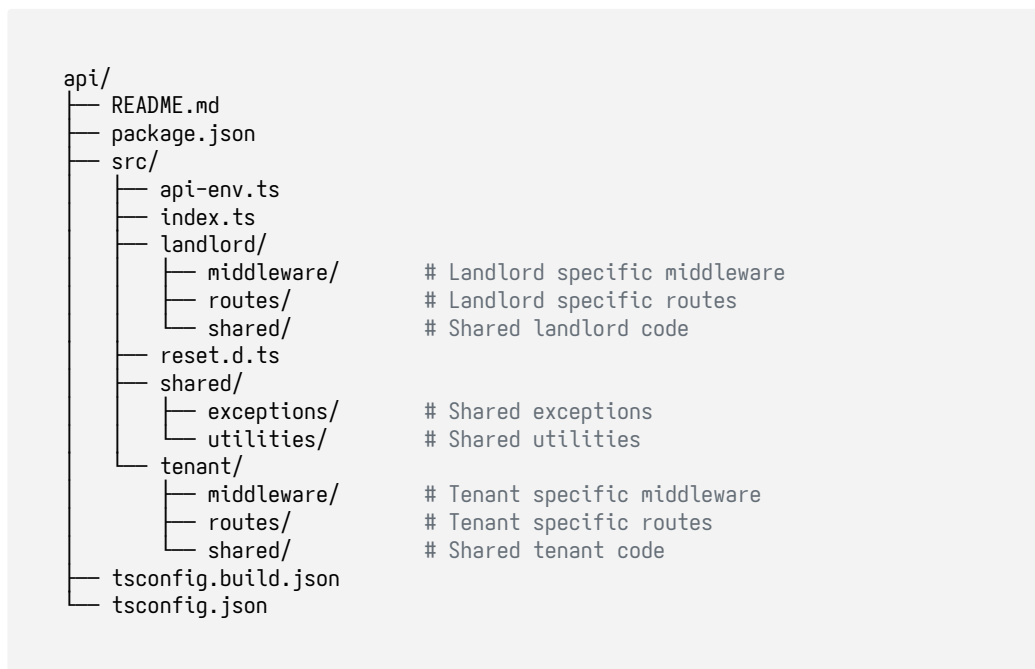 api/
├── README.md
├── package.json
├── src/
│   ├── api-env.ts
│   ├── index.ts
│   ├── landlord/
│   │   ├── middleware/       # Landlord specific middleware
│   │   ├── routes/           # Landlord specific routes
│   │   └── shared/           # Shared landlord code
│   ├── reset.d.ts
│   ├── shared/
│   │   ├── exceptions/       # Shared exceptions
│   │   └── utilities/        # Shared utilities
│   └── tenant/
│       ├── middleware/       # Tenant specific middleware
│       ├── routes/           # Tenant specific routes
│       └── shared/           # Shared tenant code
├── tsconfig.build.json
└── tsconfig.json